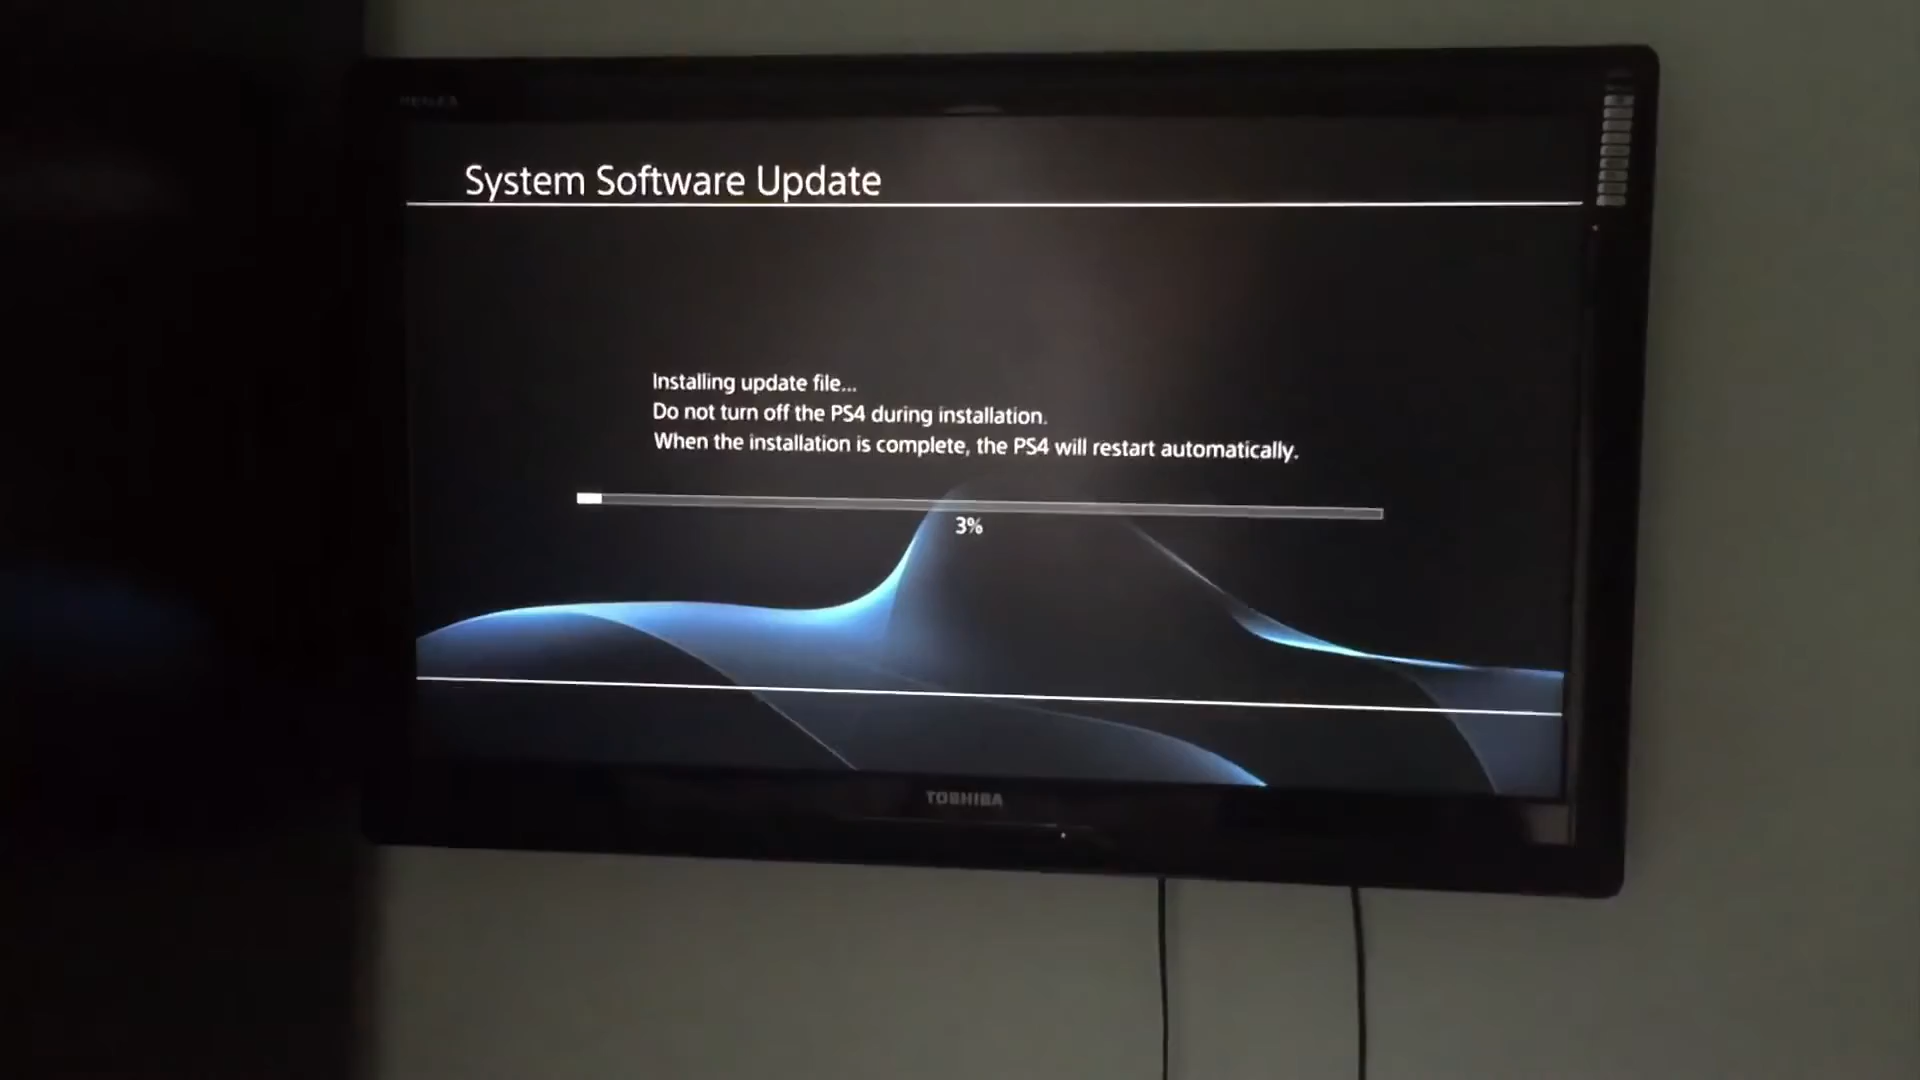 System Software Update
Installing update file...
Do not turn off the PS4 during installation.
When the installation is complete, the PS4 will restart automatically.
3%
TOSHIBA